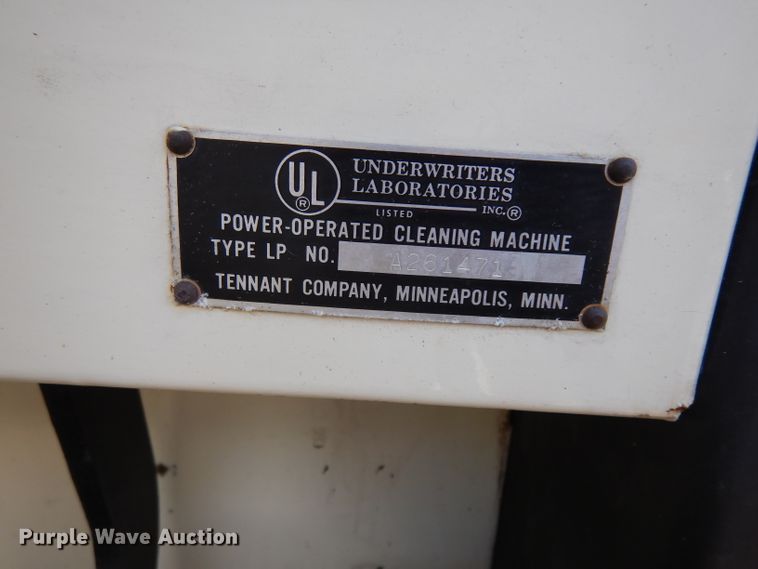 UL®
UNDERWRITERS
LABORATORIES
INC.®
LISTED
POWER-OPERATED CLEANING MACHINE
TYPE LP NO. A261471
TENNANT COMPANY, MINNEAPOLIS, MINN.
Purple Wave Auction